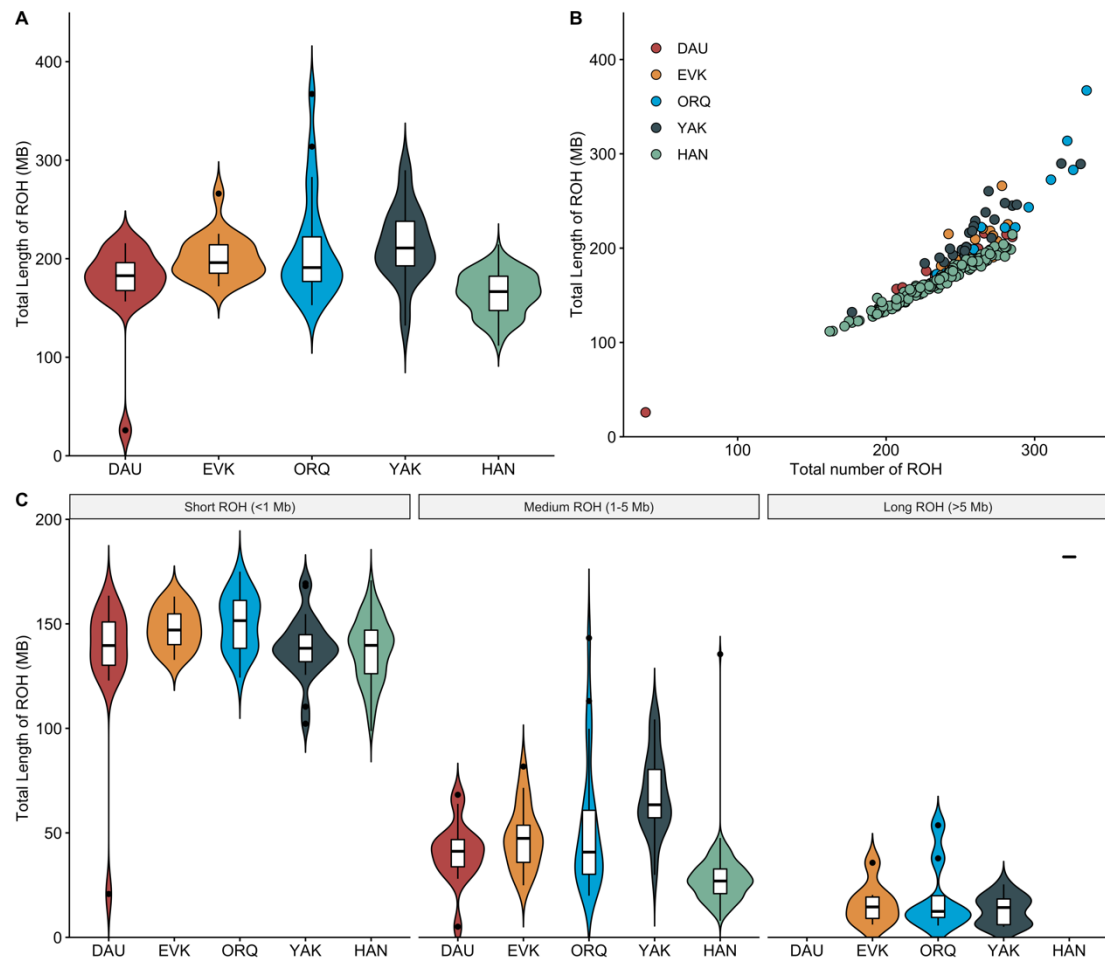 A
Total Length of ROH (MB)
400
300
200
100
0
DAU EVK ORQ YAK HAN
B
Total Length of ROH (MB)
400
300
200
100
0
DAU
EVK
ORQ
YAK
HAN
100 200 300
Total number of ROH
C
Total Length of ROH (MB)
Short ROH (<1 Mb) Medium ROH (1-5 Mb) Long ROH (>5 Mb)
200
150
100
50
0
DAU EVK ORQ YAK HAN DAU EVK ORQ YAK HAN DAU EVK ORQ YAK HAN